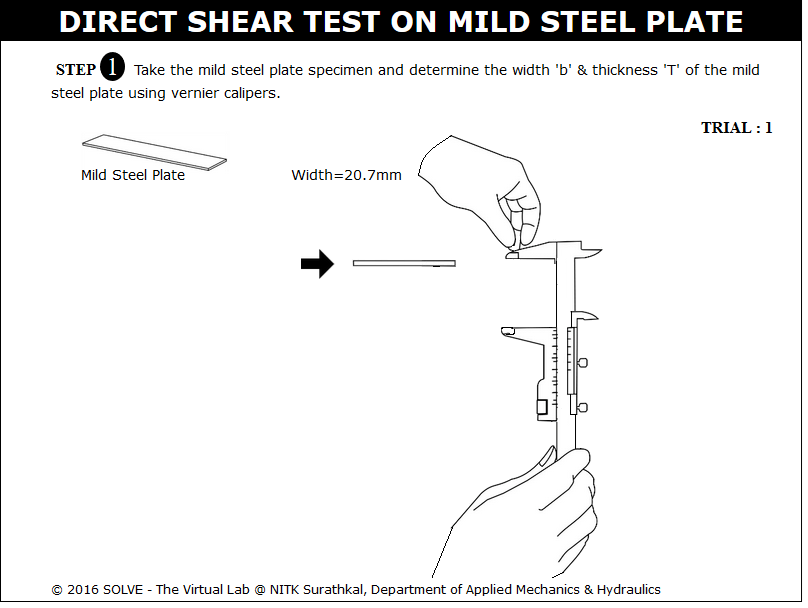 DIRECT SHEAR TEST ON MILD STEEL PLATE
STEP 1 Take the mild steel plate specimen and determine the width 'b' & thickness 'T' of the mild
steel plate using vernier calipers.
TRIAL : 1
Mild Steel Plate
Width=20.7mm
© 2016 SOLVE - The Virtual Lab @ NITK Surathkal, Department of Applied Mechanics & Hydraulics